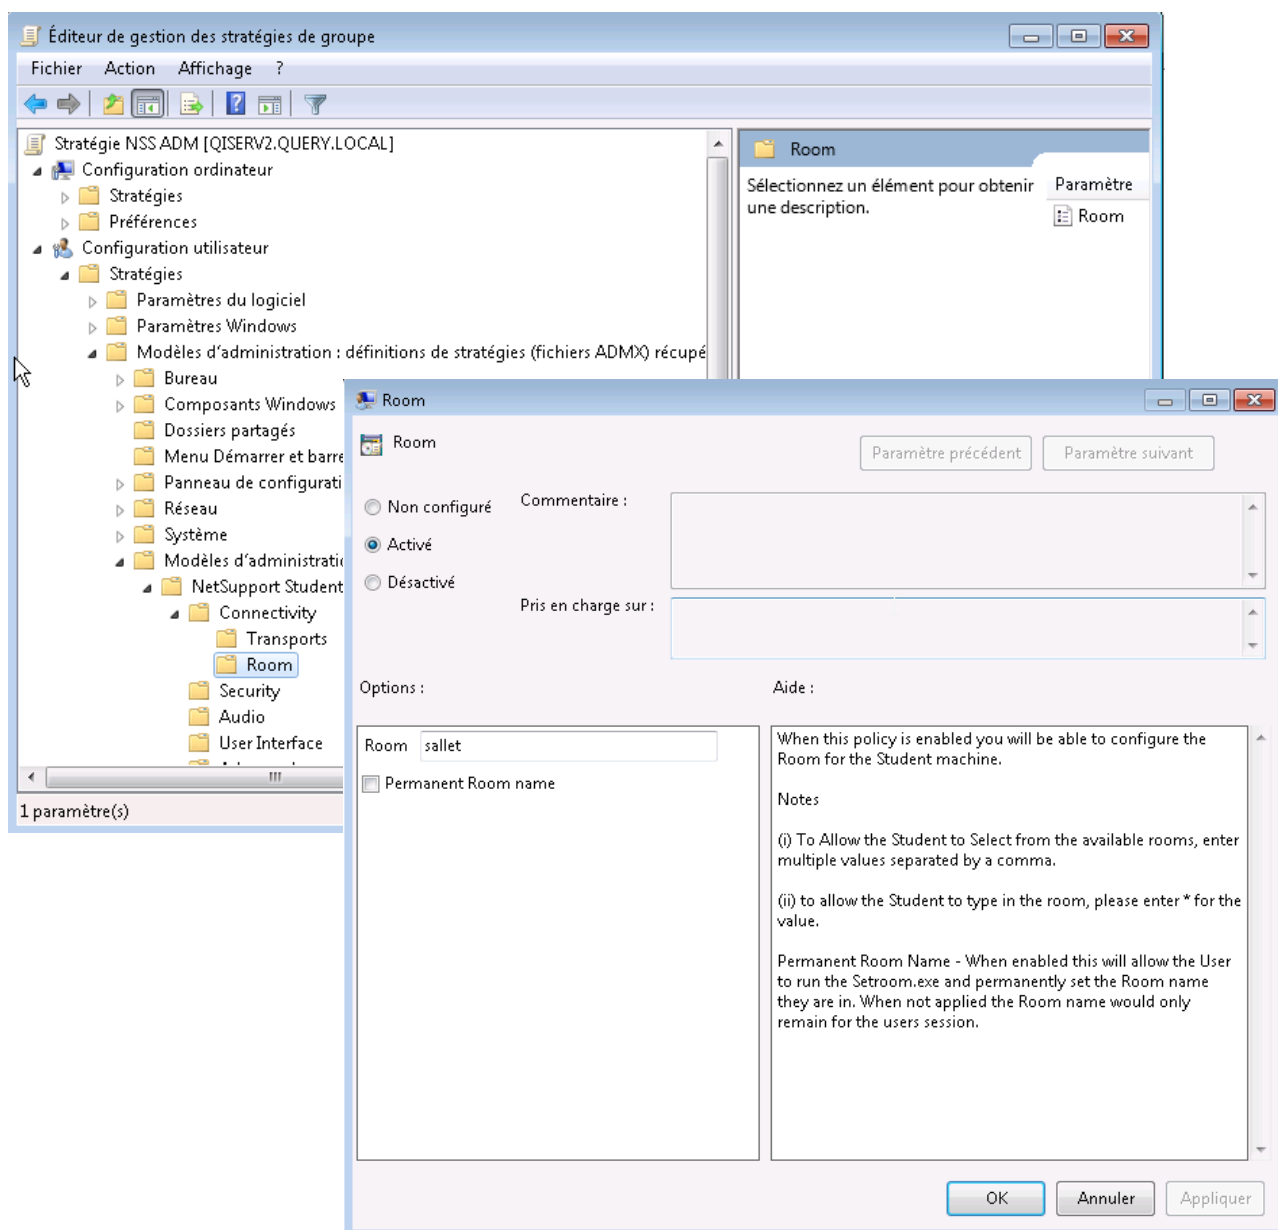 Éditeur de gestion des stratégies de groupe
Fichier Action Affichage ?
Stratégie NSS ADM [QISERV2.QUERY.LOCAL]
Configuration ordinateur
Stratégies
Préférences
Configuration utilisateur
Stratégies
Paramètres du logiciel
Paramètres Windows
Modèles d'administration : définitions de stratégies (fichiers ADMX) récupé
Bureau
Composants Windows
Dossiers partagés
Menu Démarrer et barre
Panneau de configurati
Réseau
Système
Modèles d'administratio
NetSupport Student
Connectivity
Transports
Room
Security
Audio
User Interface
1 paramètre(s)
Room
Sélectionnez un élément pour obtenir
une description.
Paramètre
Room
Room
Room
Paramètre précédent Paramètre suivant
Non configuré
Activé
Désactivé
Commentaire :
Pris en charge sur :
Options :
Aide :
Room sallet
Permanent Room name
When this policy is enabled you will be able to configure the
Room for the Student machine.
Notes
(i) To Allow the Student to Select from the available rooms, enter
multiple values separated by a comma.
(ii) to allow the Student to type in the room, please enter * for the
value.
Permanent Room Name - When enabled this will allow the User
to run the Setroom.exe and permanently set the Room name
they are in. When not applied the Room name would only
remain for the users session.
OK Annuler Appliquer